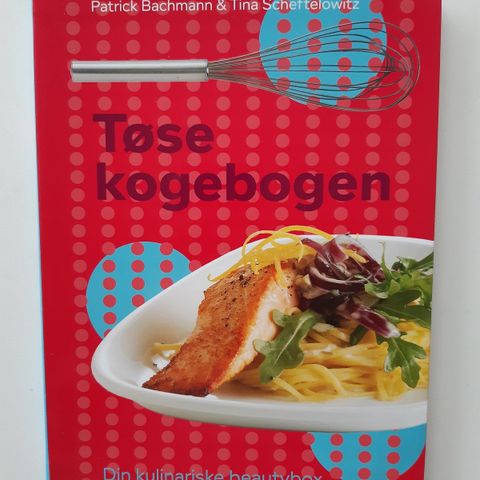 Patrick Bachmann & Tina Scheftelowitz
Tøse
kogebogen
Din kulinariske beautybox